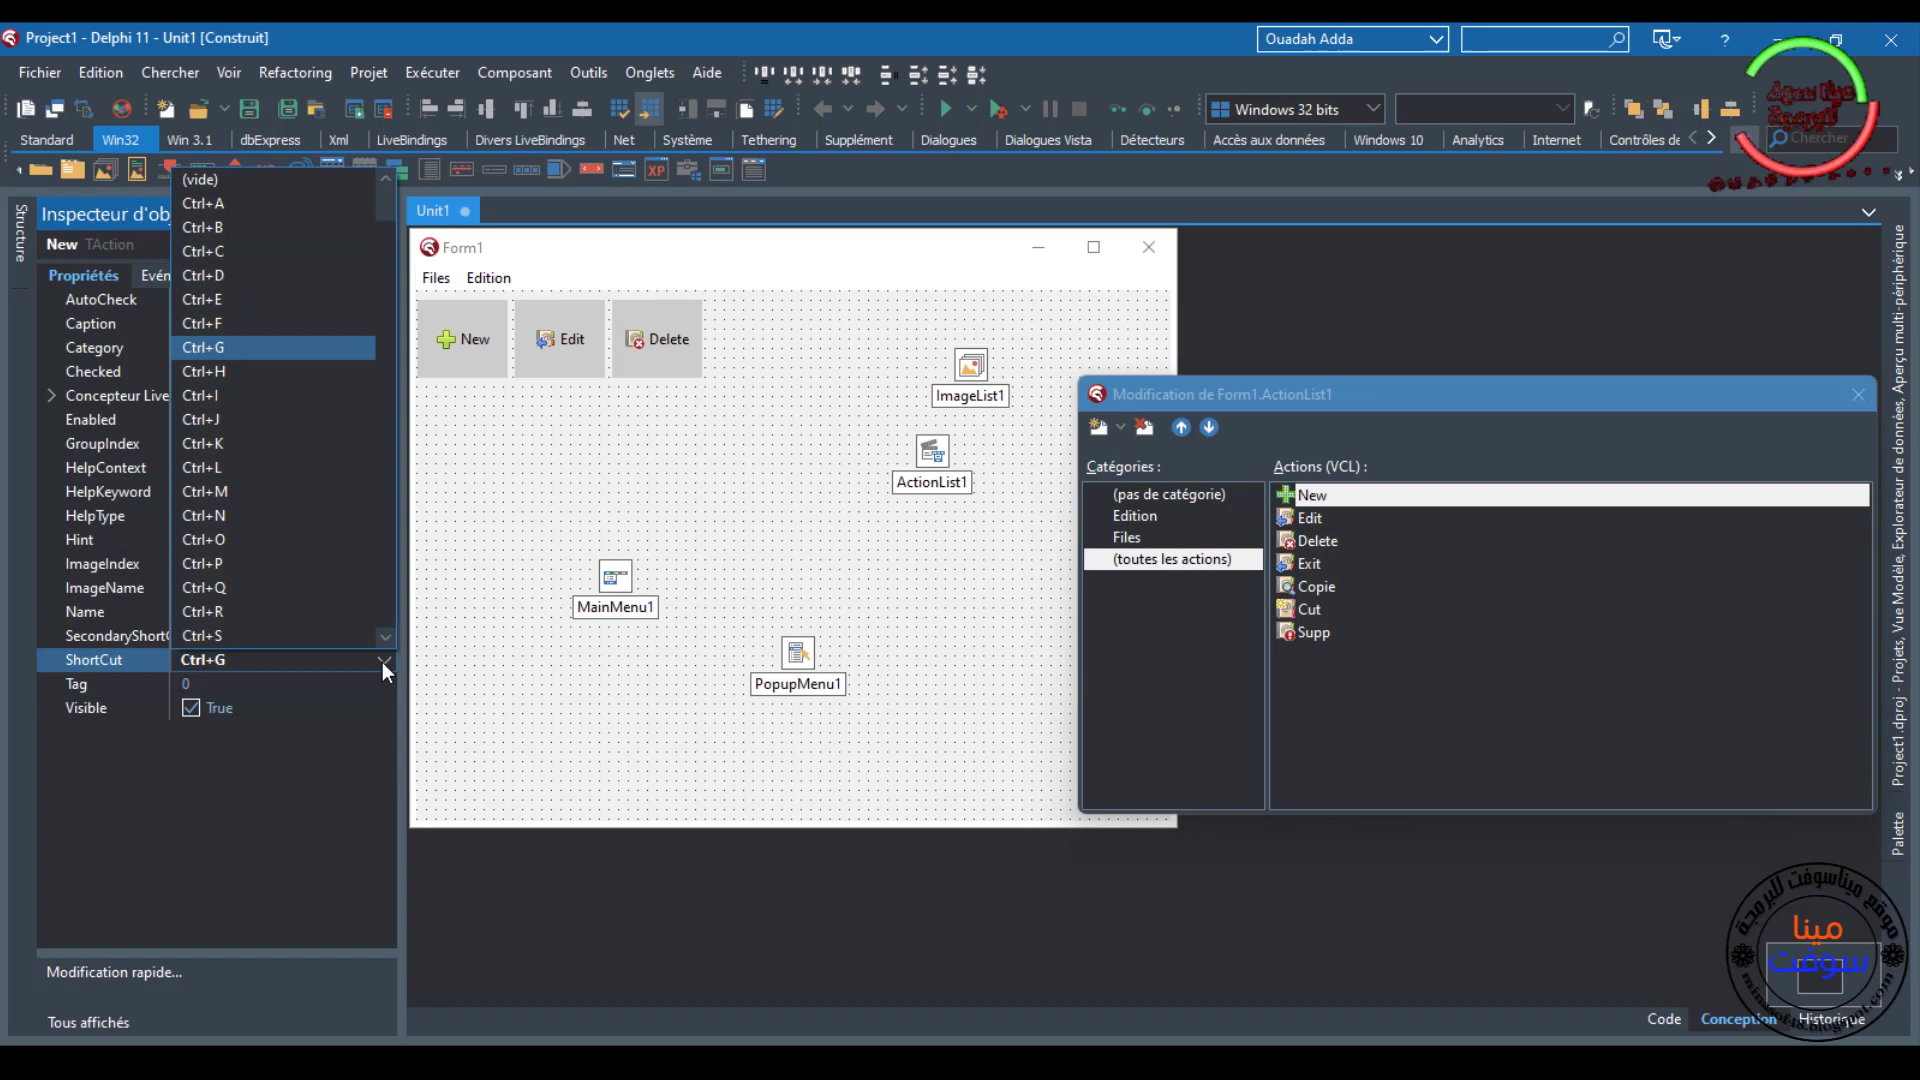 Project1 - Delphi 11 - Unit1 [Construit]
Ouadah Adda
?
Fichier Edition Chercher Voir Refactoring Projet Exécuter Composant Outils Onglets Aide
Windows 32 bits
Standard Win32 Win 3.1 dbExpress Xml LiveBindings Divers LiveBindings Net Système Tethering Supplément Dialogues Dialogues Vista Détecteurs Accès aux données Windows 10 Analytics Internet Contrôles de
Chercher
XP
Structure
Inspecteur d'ob
New TAction
Propriétés Evén
AutoCheck
Caption
Category
Checked
Concepteur Live
Enabled
GroupIndex
HelpContext
HelpKeyword
HelpType
Hint
ImageIndex
ImageName
Name
SecondaryShort
ShortCut Ctrl+G
Tag 0
Visible True
(vide)
Ctrl+A
Ctrl+B
Ctrl+C
Ctrl+D
Ctrl+E
Ctrl+F
Ctrl+G
Ctrl+H
Ctrl+I
Ctrl+J
Ctrl+K
Ctrl+L
Ctrl+M
Ctrl+N
Ctrl+O
Ctrl+P
Ctrl+Q
Ctrl+R
Ctrl+S
Modification rapide...
Tous affichés
Unit1
Form1
Files Edition
New Edit Delete
ImageList1
ActionList1
MainMenu1
PopupMenu1
Modification de Form1.ActionList1
Catégories :
(pas de catégorie)
Edition
Files
(toutes les actions)
Actions (VCL) :
New
Edit
Delete
Exit
Copie
Cut
Supp
Project1.dproj - Projets, Vue Modèle, Explorateur de données, Aperçu multi-périphérique
Palette
Code Conception Historique
موقع ميناسوفت للبرمجة
مينا
سوفت
minasoft48.blogspot.com